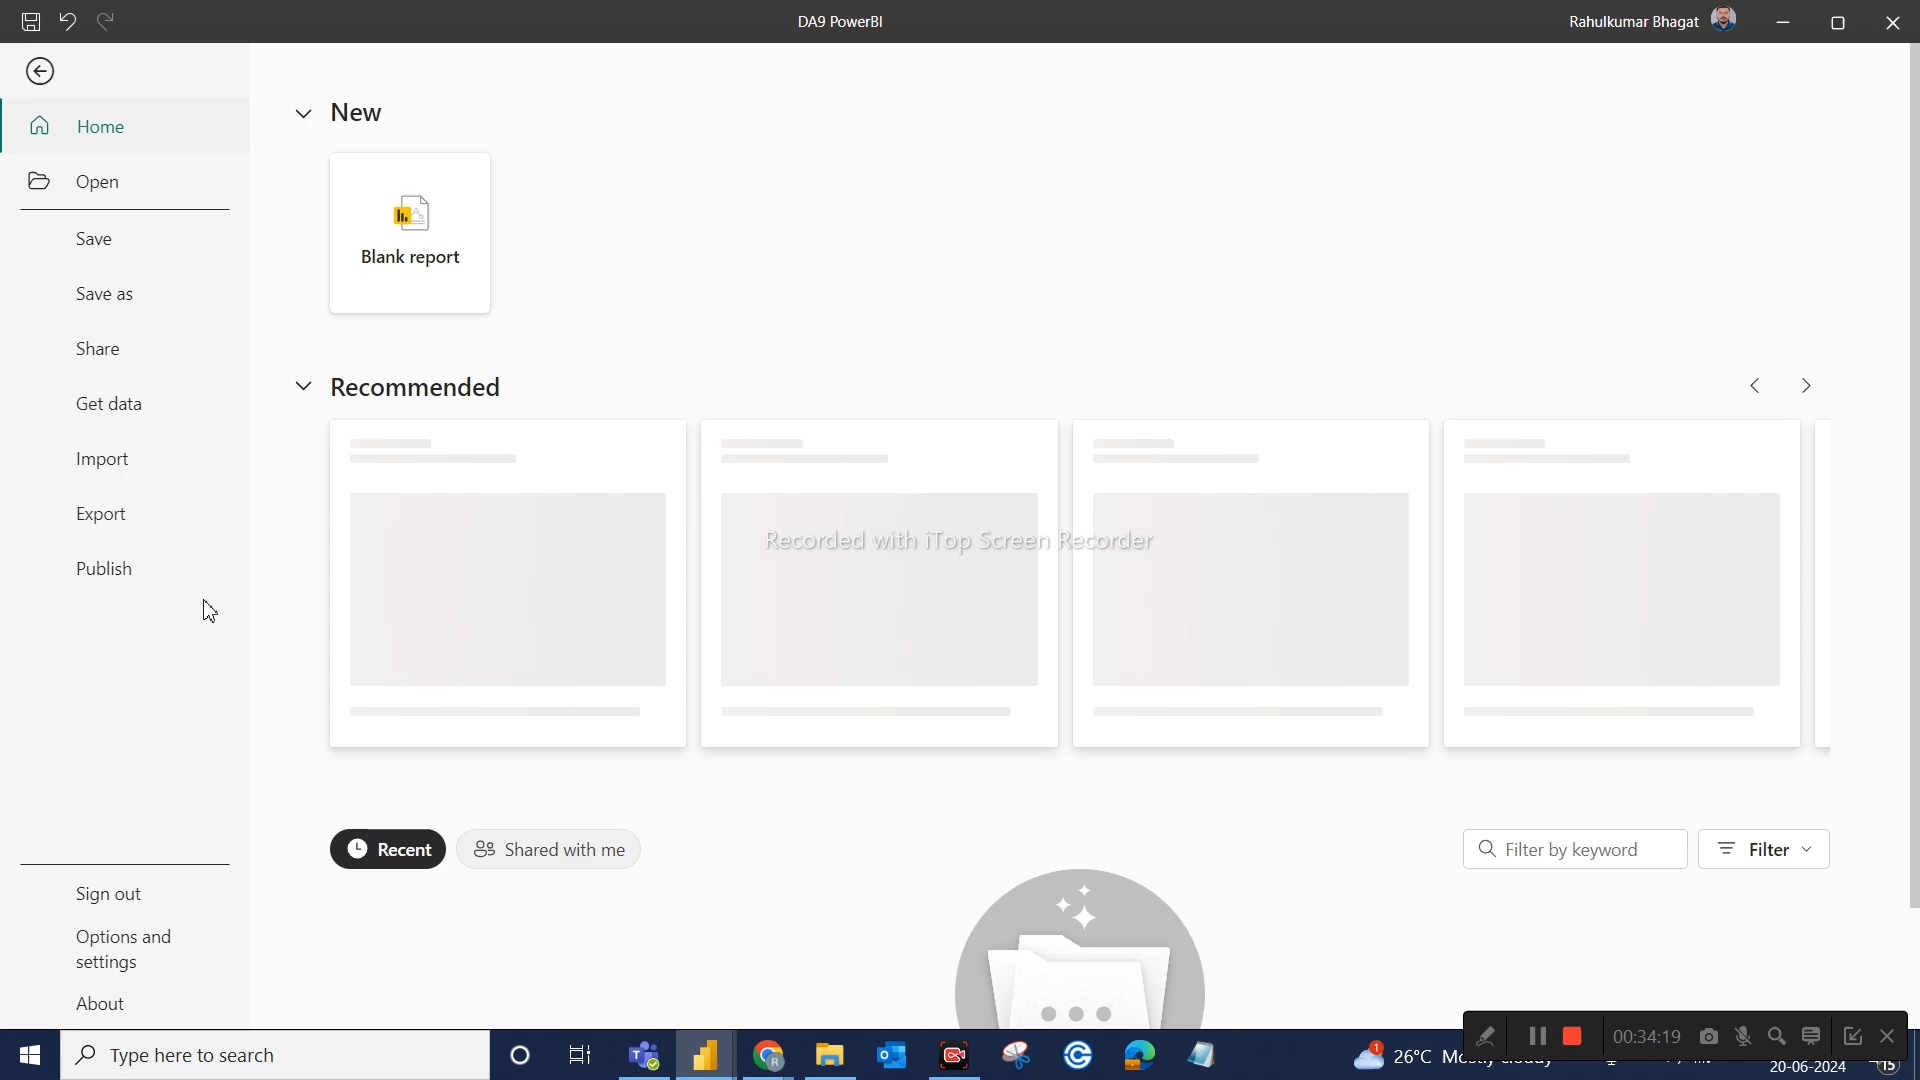 DA9 PowerBI
Rahulkumar Bhagat
Home
Open
Save
Save as
Share
Get data
Import
Export
Publish
Sign out
Options and
settings
About
New
Blank report
Recommended
Recorded with iTop Screen Recorder
Recent
Shared with me
Filter by keyword
Filter
00:34:19
Type here to search
1
26°C
20-06-2024
15